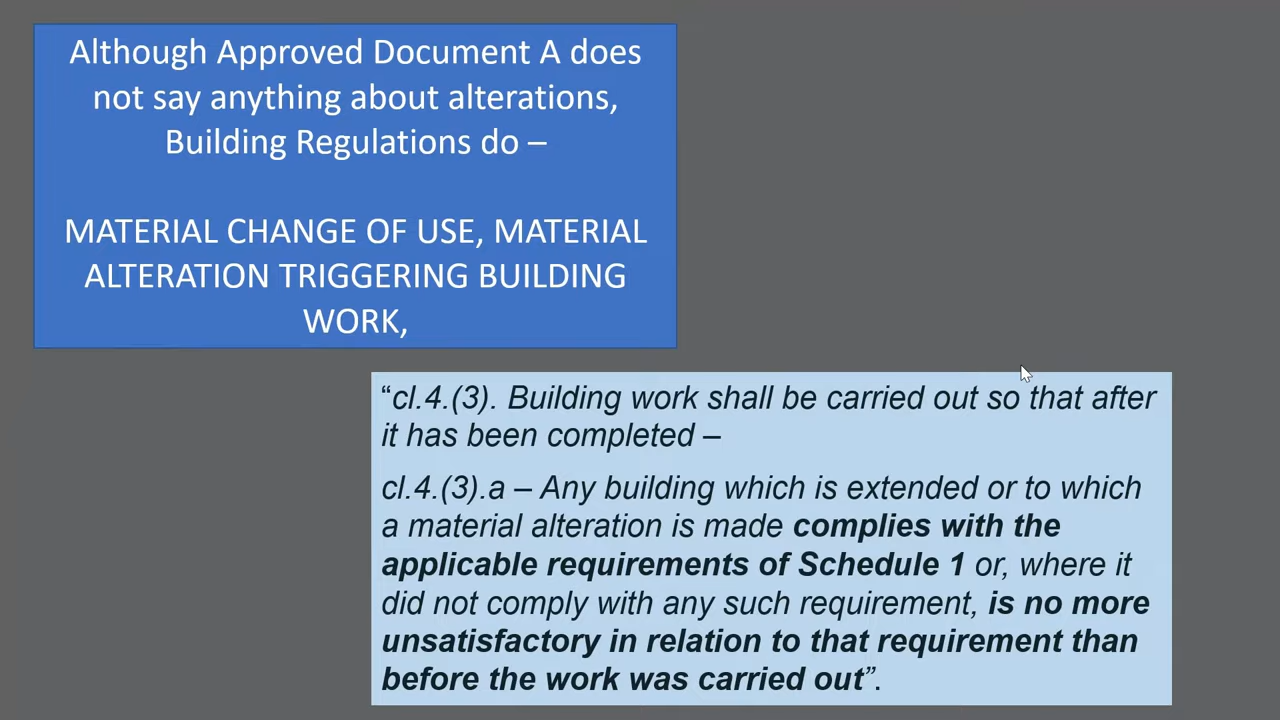 Although Approved Document A does
not say anything about alterations,
Building Regulations do –
MATERIAL CHANGE OF USE, MATERIAL
ALTERATION TRIGGERING BUILDING
WORK,
“cl.4.(3). Building work shall be carried out so that after
it has been completed –
cl.4.(3).a – Any building which is extended or to which
a material alteration is made complies with the
applicable requirements of Schedule 1 or, where it
did not comply with any such requirement, is no more
unsatisfactory in relation to that requirement than
before the work was carried out”.